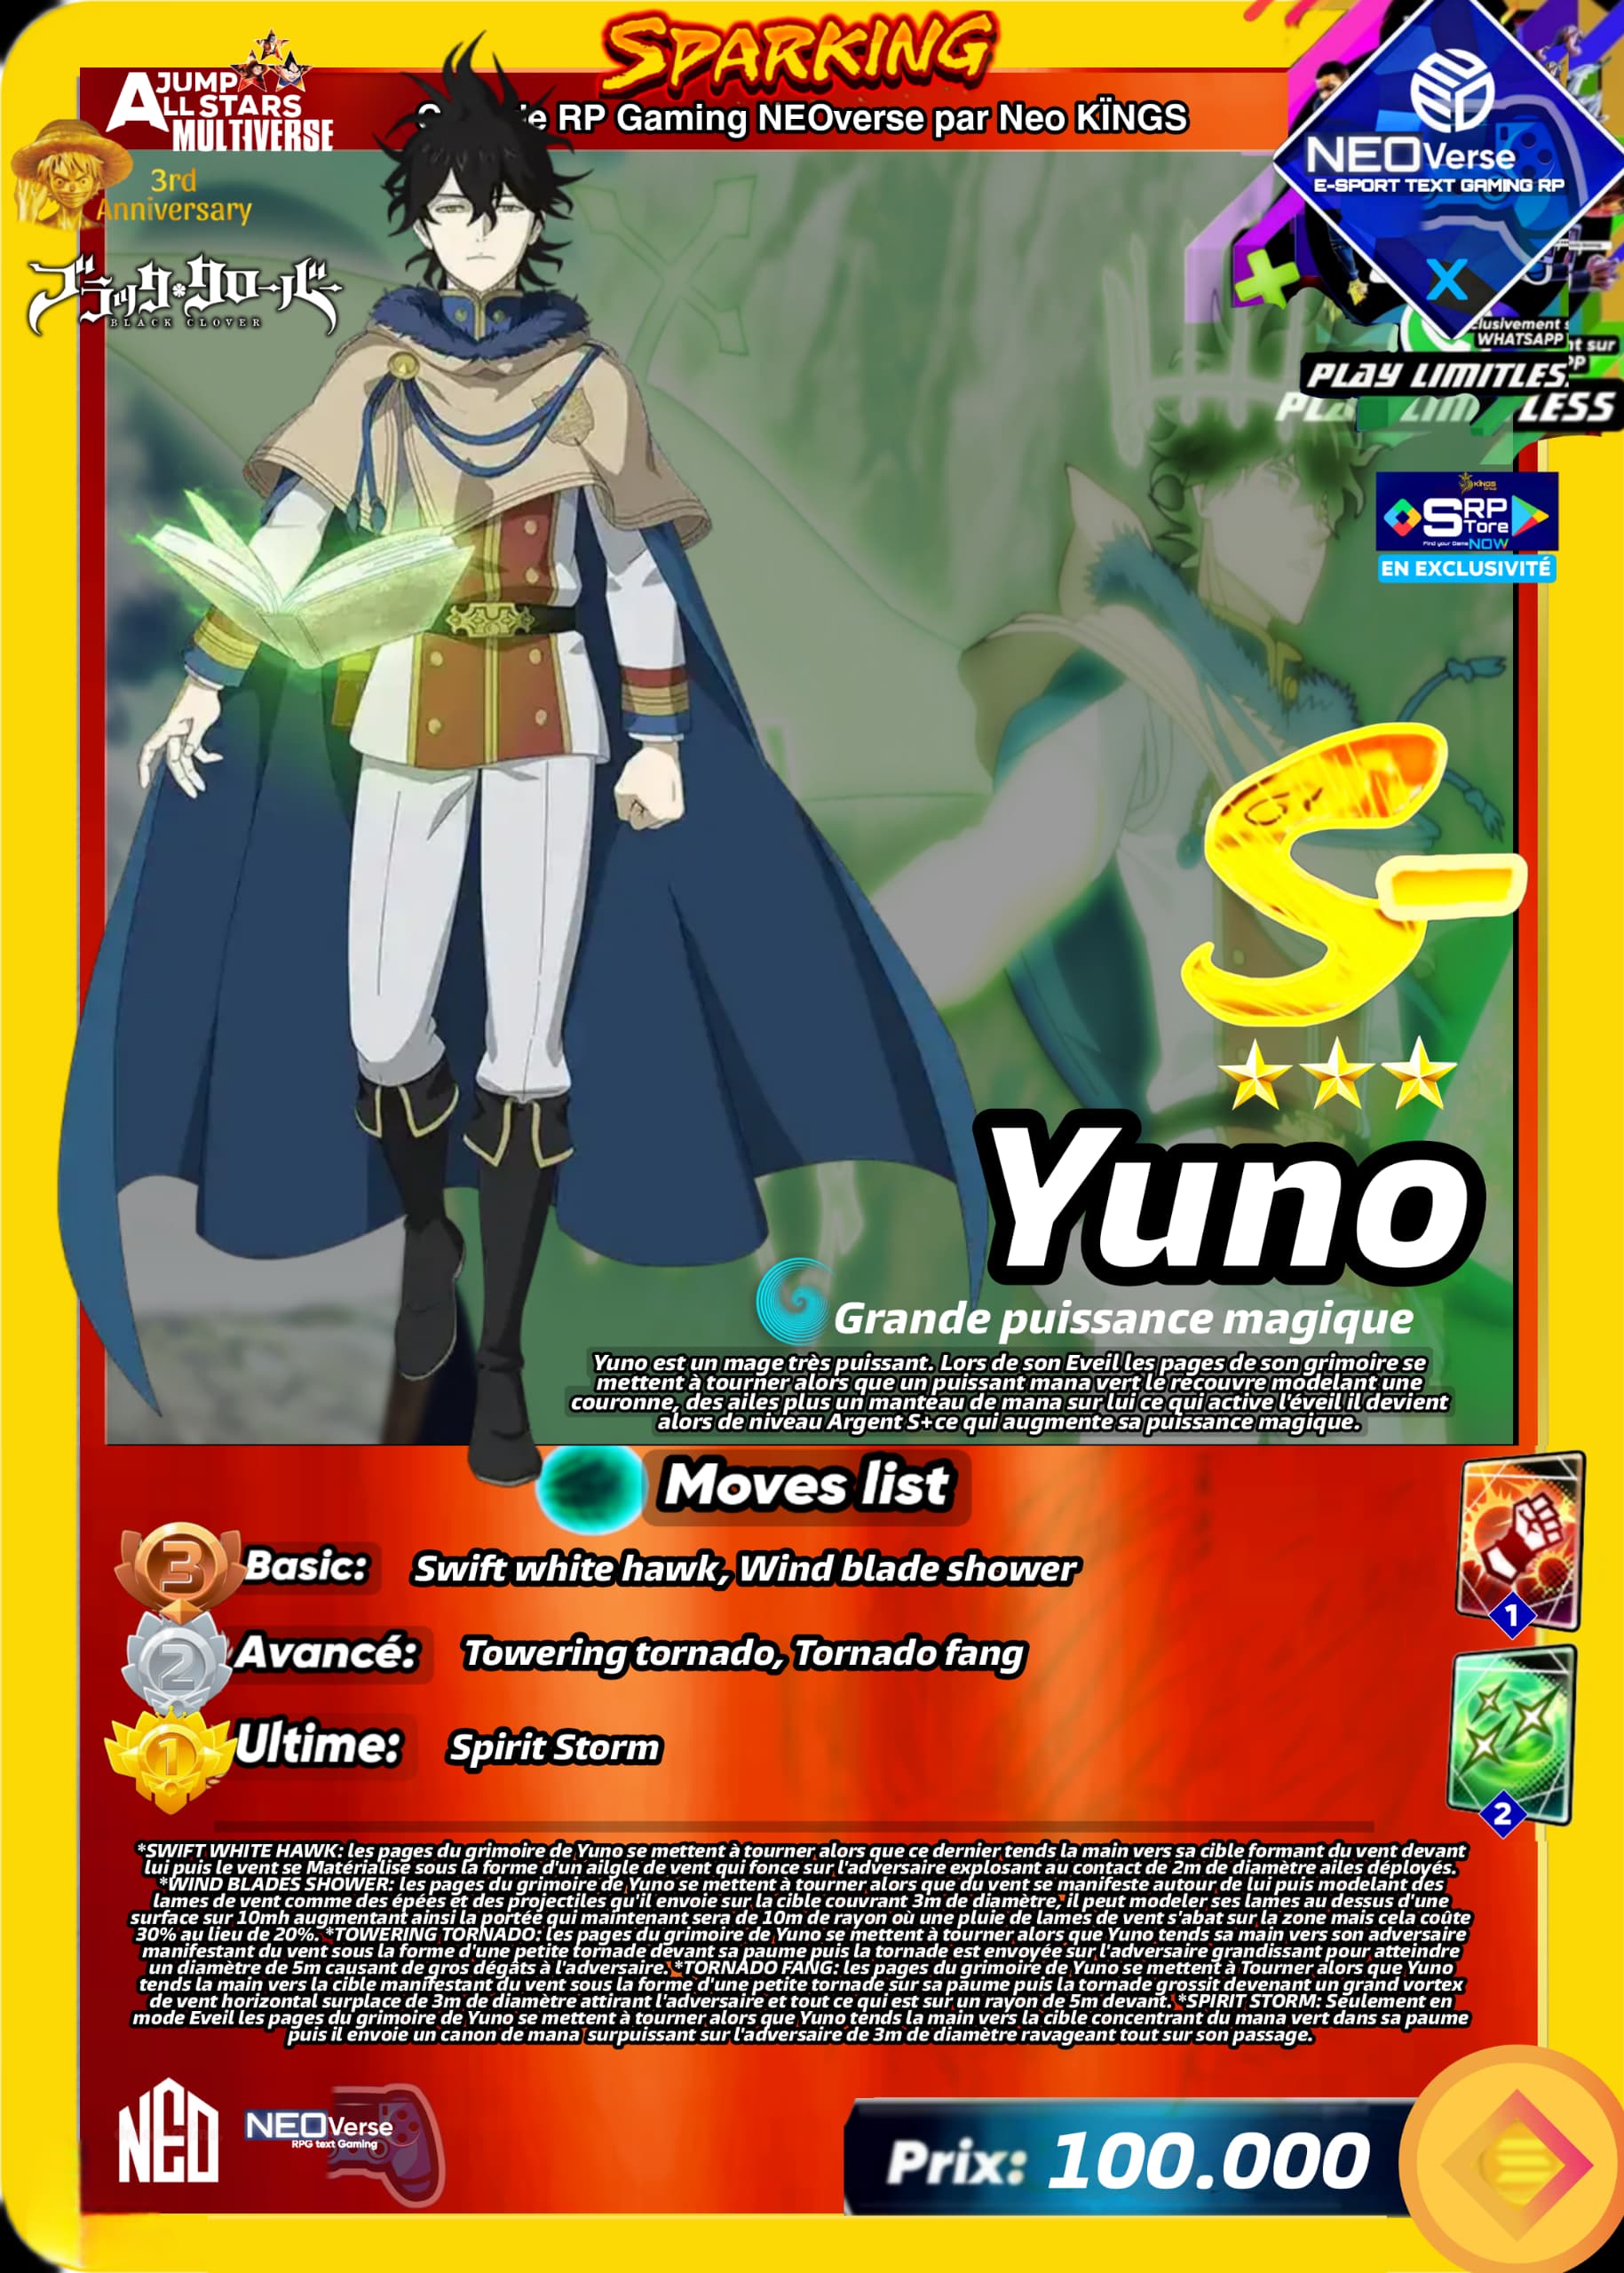 SPARKING
JUMP
ALL STARS
MULTIVERSE
RP Gaming NEOverse par Neo KÏNGS
3rd
Anniversary
ブラック・クローバー
BLACK CLOVER
NEOVerse
E-SPORT TEXT GAMING RP
X
WHATSAPP
nt sur
PLAY LIMITLES
LESS
KINGS
SRP
Tore
Find your Game NOW
EN EXCLUSIVITÉ
S-
Yuno
Grande puissance magique
Yuno est un mage très puissant. Lors de son Eveil les pages de son grimoire se
mettent à tourner alors que un puissant mana vert le recouvre modelant une
couronne, des ailes plus un manteau de mana sur lui ce qui active l'éveil il devient
alors de niveau Argent S+ce qui augmente sa puissance magique.
Moves list
3 Basic: Swift white hawk, Wind blade shower
1
2 Avancé: Towering tornado, Tornado fang
1 Ultime: Spirit Storm
2
*SWIFT WHITE HAWK: les pages du grimoire de Yuno se mettent à tourner alors que ce dernier tends la main vers sa cible formant du vent devant
lui puis le vent se Matérialise sous la forme d'un ailgle de vent qui fonce sur l'adversaire explosant au contact de 2m de diamètre ailes déployés.
*WIND BLADES SHOWER: les pages du grimoire de Yuno se mettent à tourner alors que du vent se manifeste autour de lui puis modelant des
lames de vent comme des épées et des projectiles qu'il envoie sur la cible couvrant 3m de diamètre, il peut modeler ses lames au dessus d'une
surface sur 10mh augmentant ainsi la portée qui maintenant sera de 10m de rayon où une pluie de lames de vent s'abat sur la zone mais cela coûte
30% au lieu de 20%. *TOWERING TORNADO: les pages du grimoire de Yuno se mettent à tourner alors que Yuno tends sa main vers son adversaire
manifestant du vent sous la forme d'une petite tornade devant sa paume puis la tornade est envoyée sur l'adversaire grandissant pour atteindre
un diamètre de 5m causant de gros dégâts à l'adversaire. *TORNADO FANG: les pages du grimoire de Yuno se mettent à Tourner alors que Yuno
tends la main vers la cible manifestant du vent sous la forme d'une petite tornade sur sa paume puis la tornade grossit devenant un grand vortex
de vent horizontal surplace de 3m de diamètre attirant l'adversaire et tout ce qui est sur un rayon de 5m devant. *SPIRIT STORM: Seulement en
mode Eveil les pages du grimoire de Yuno se mettent à tourner alors que Yuno tends la main vers la cible concentrant du mana vert dans sa paume
puis il envoie un canon de mana surpuissant sur l'adversaire de 3m de diamètre ravageant tout sur son passage.
NEO
NEOVerse
RPG text Gaming
Prix: 100.000